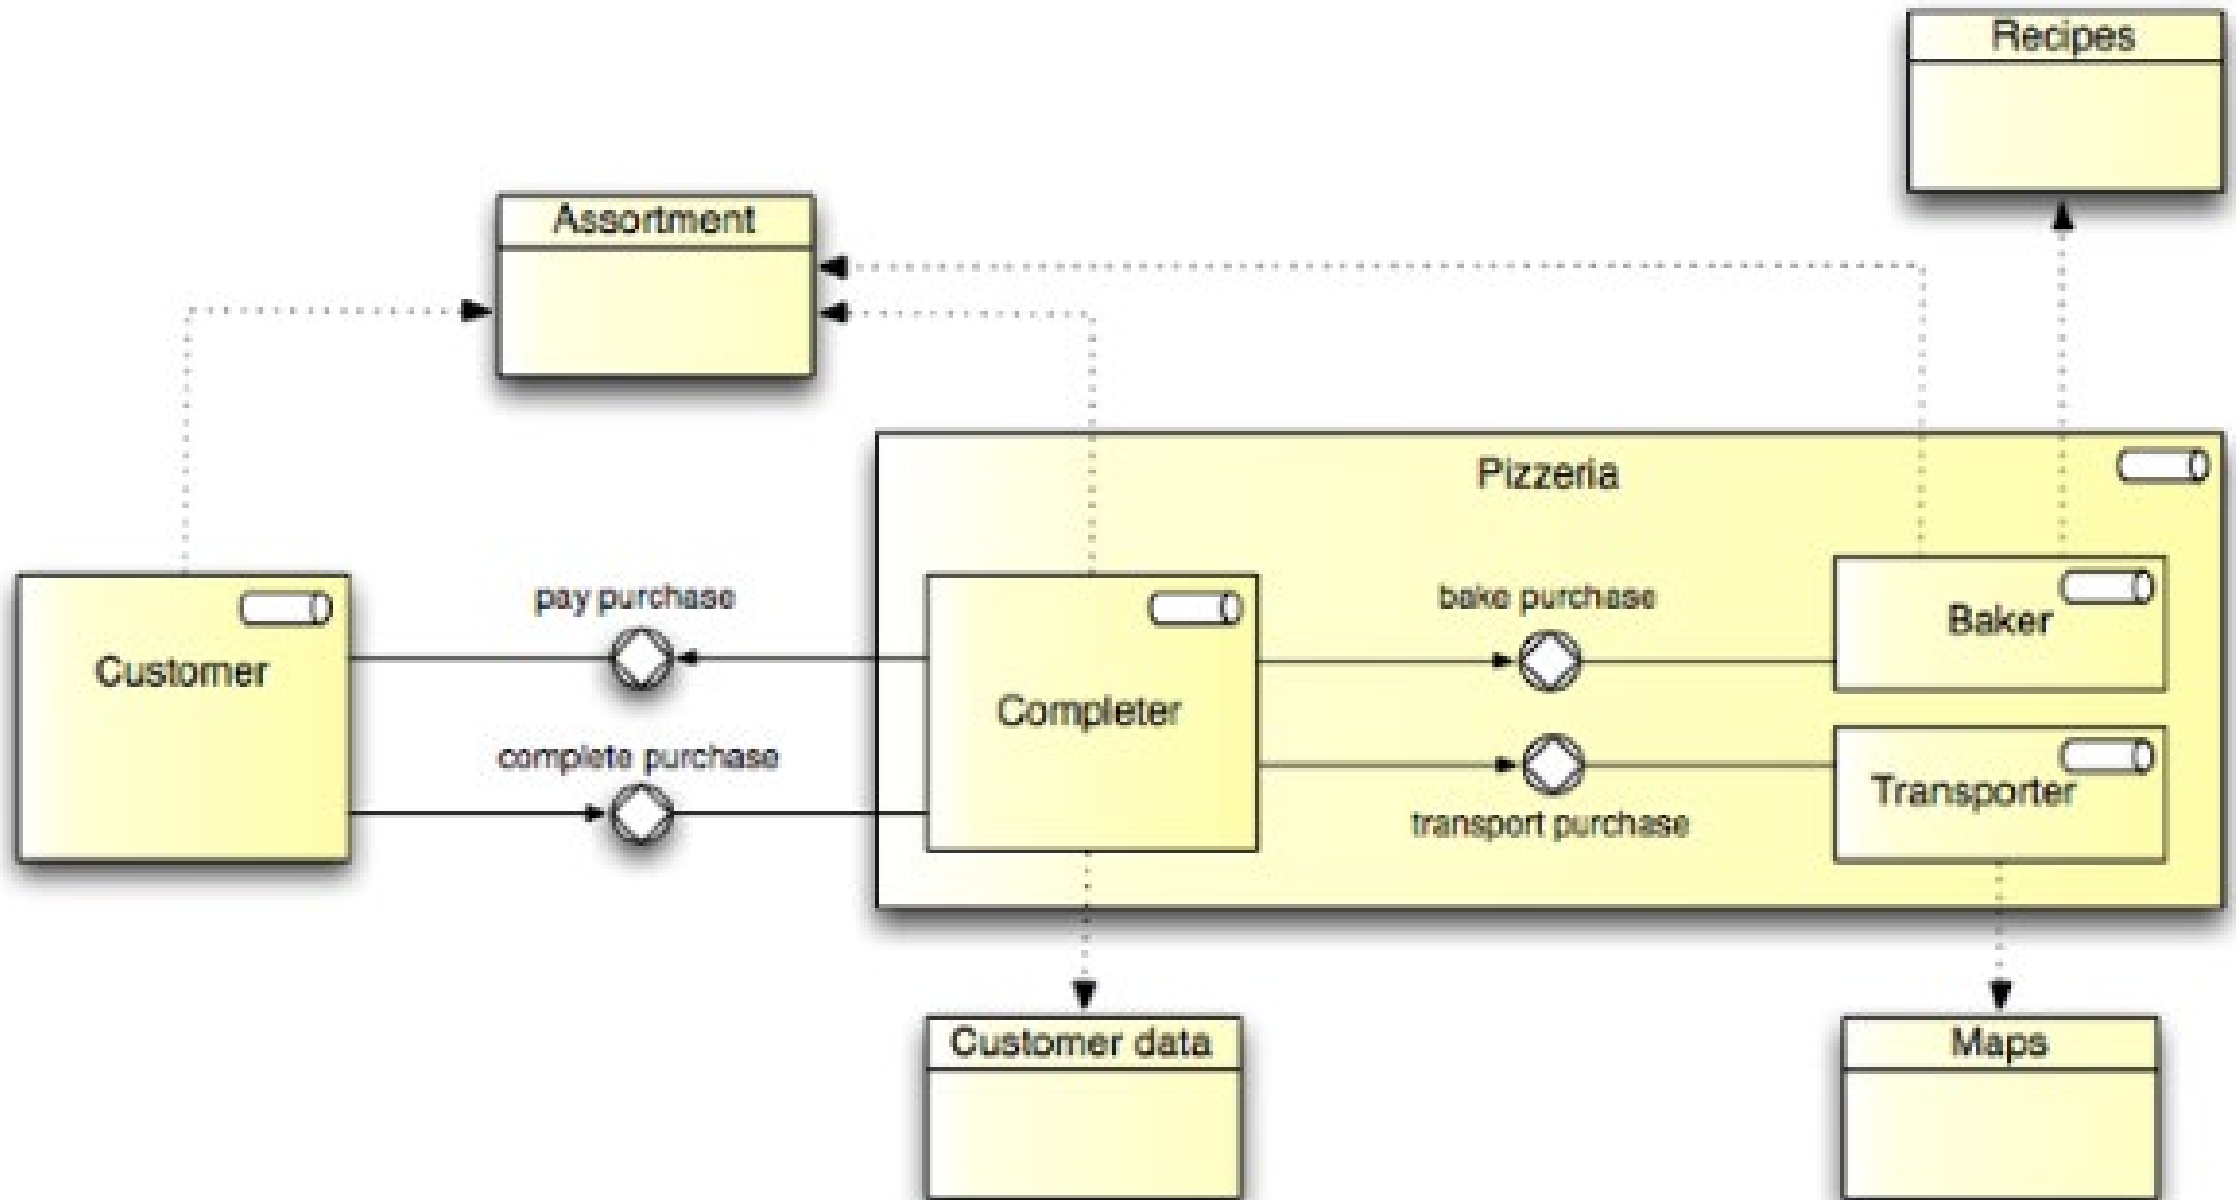 Recipes
Assortment
Pizzeria
pay purchase
bake purchase
Baker
Customer
Completer
complete purchase
Transporter
transport purchase
Customer data
Maps